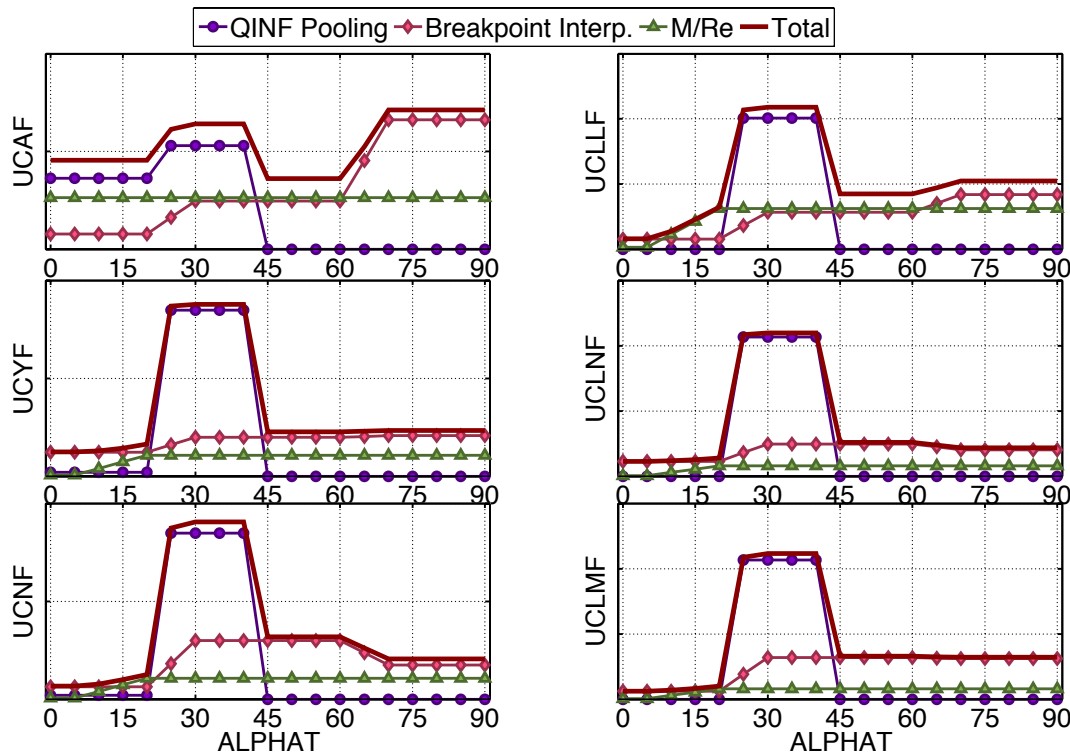 QINF Pooling Breakpoint Interp. M/Re Total
UCAF
0 15 30 45 60 75 90
UCLLF
0 15 30 45 60 75 90
UCYF
0 15 30 45 60 75 90
UCLNF
0 15 30 45 60 75 90
UCNF
0 15 30 45 60 75 90
ALPHAT
UCLMF
0 15 30 45 60 75 90
ALPHAT